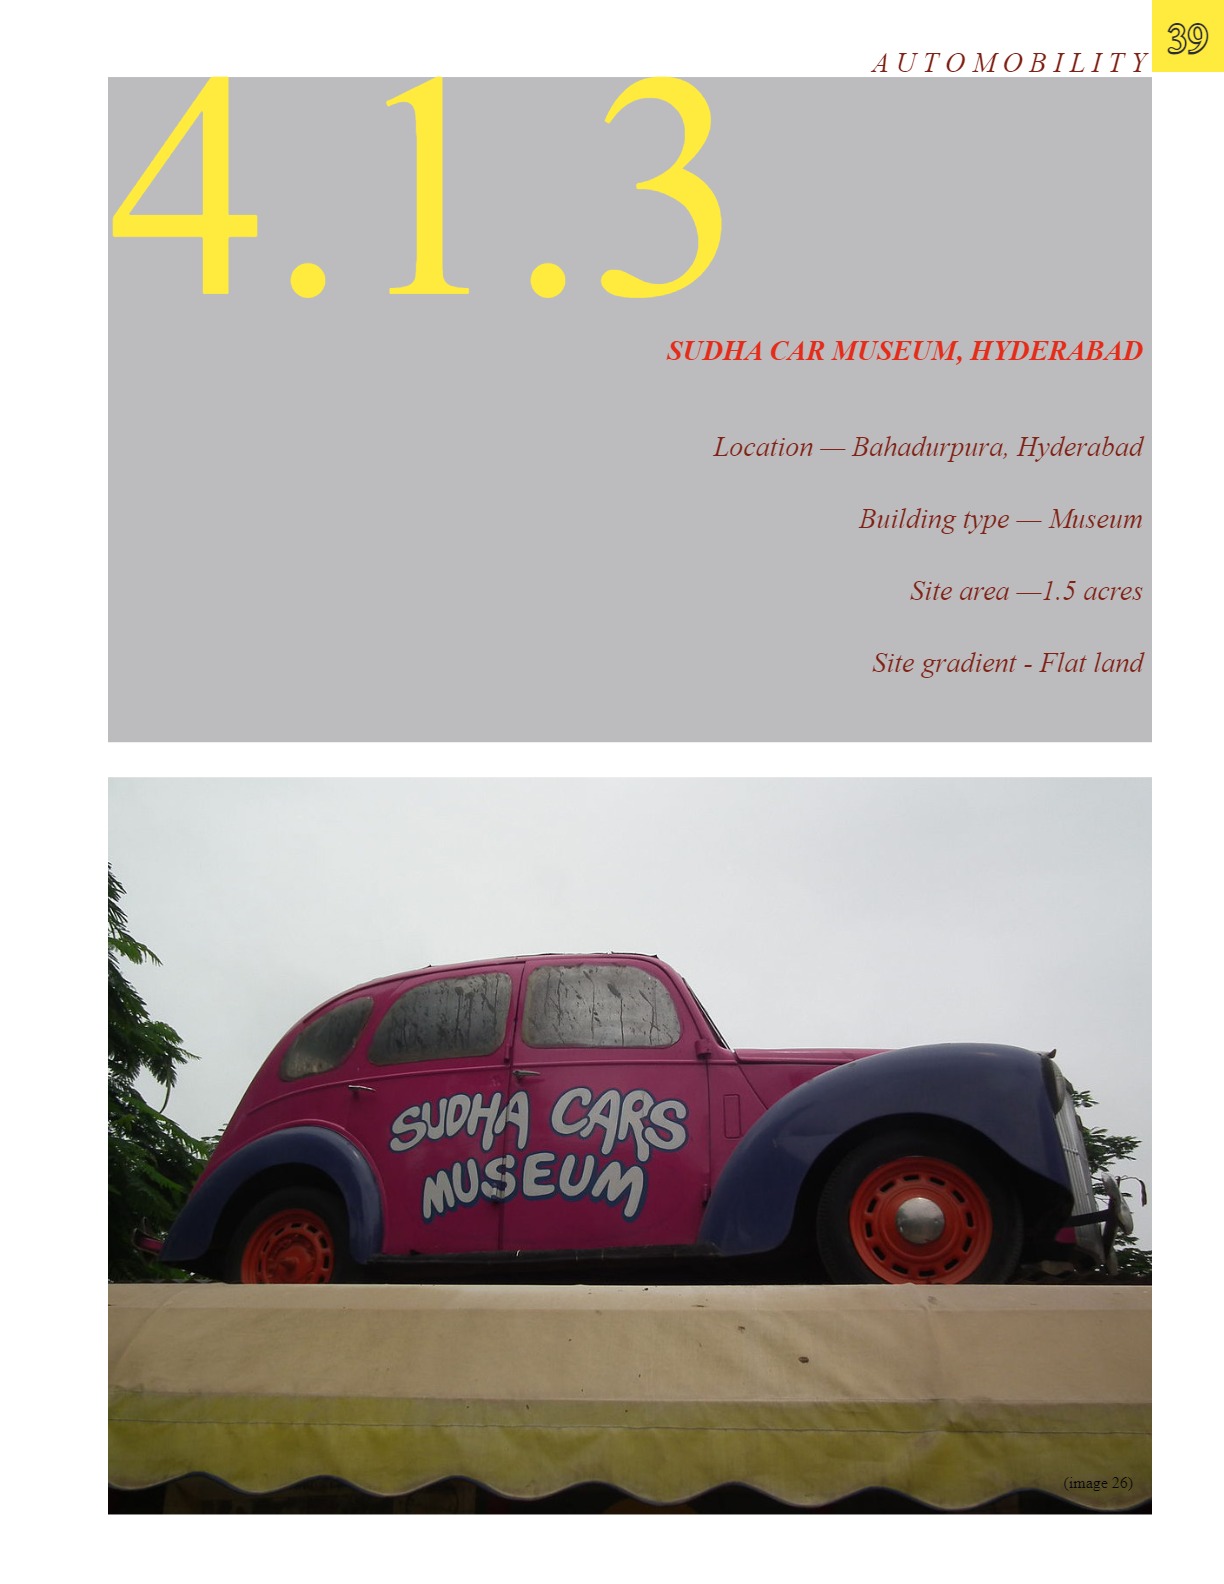 39
AUTOMOBILITY
4.1.3
SUDHA CAR MUSEUM, HYDERABAD
Location — Bahadurpura, Hyderabad
Building type — Museum
Site area —1.5 acres
Site gradient - Flat land
SUDHA CARS
MUSEUM
(image 26)